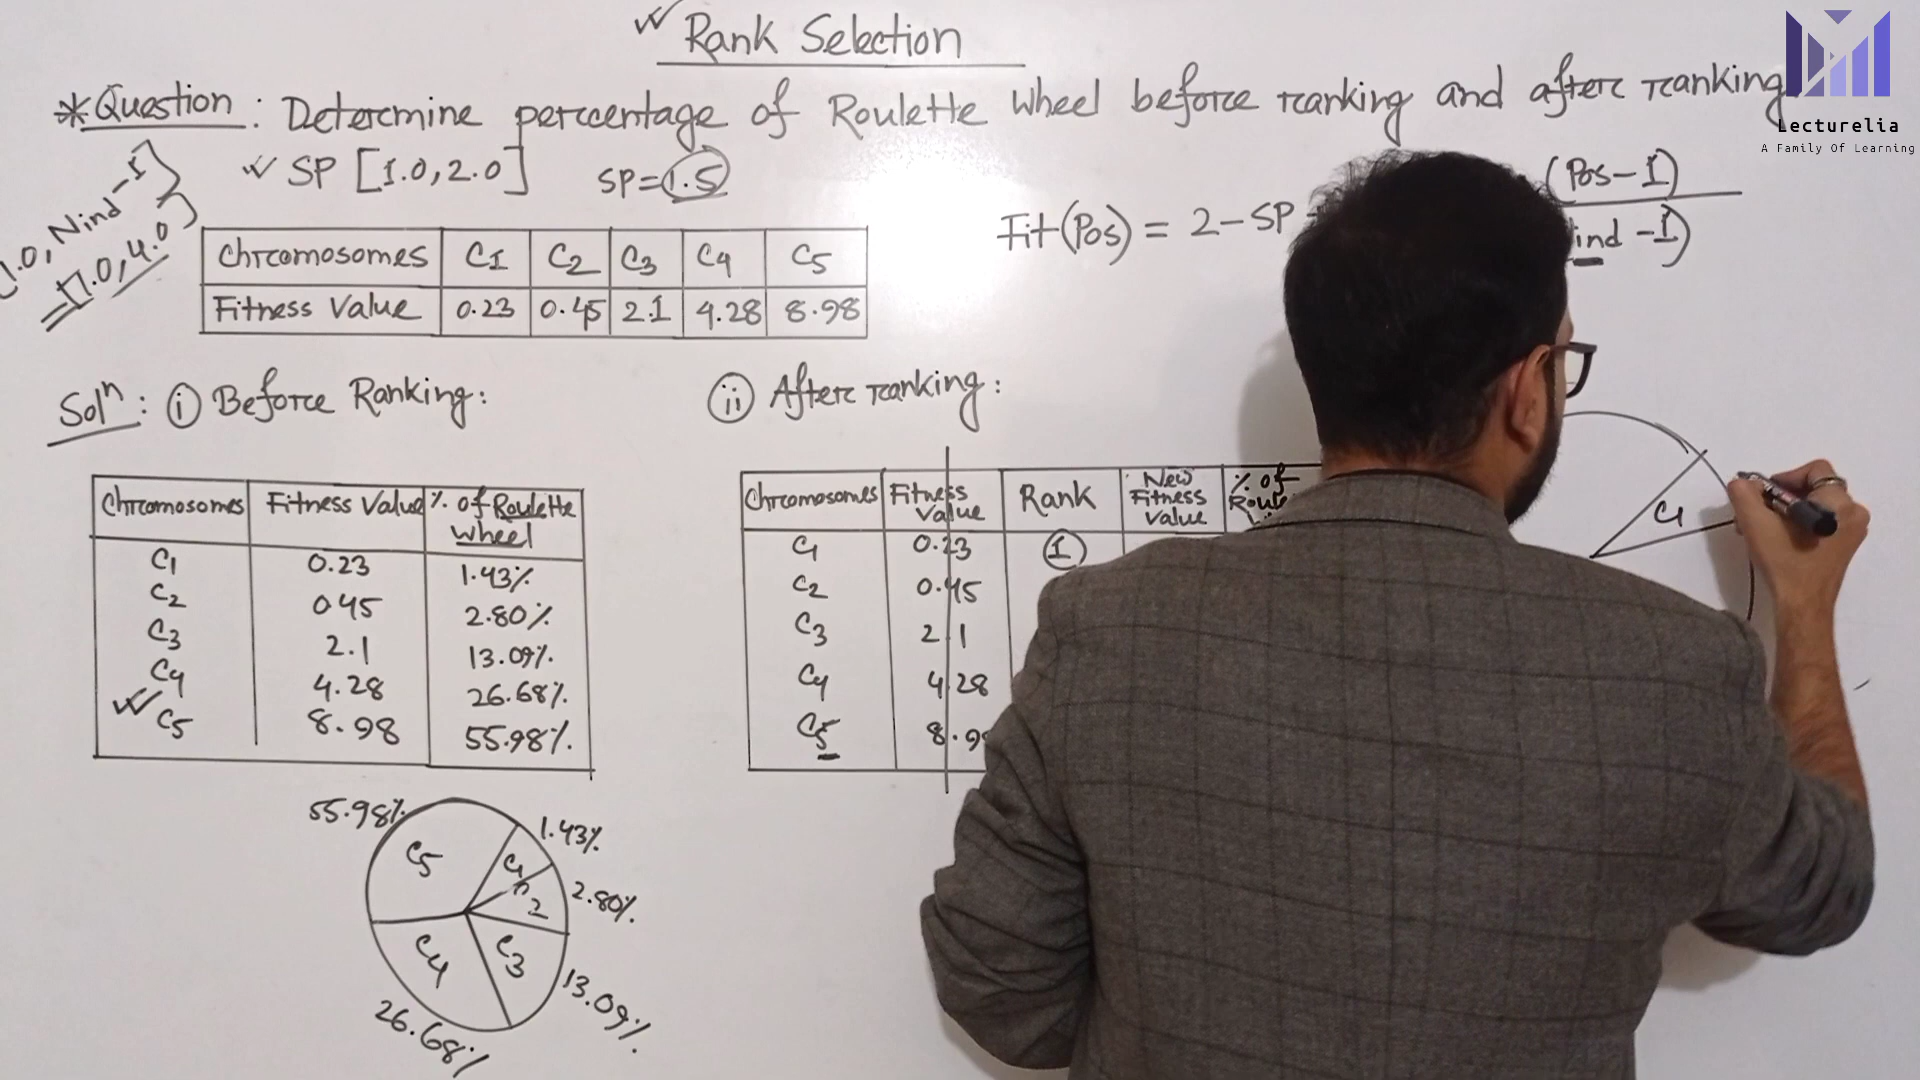 Rank Selection
*Question: Determine percentage of Roulette Wheel before ranking and after ranking.
SP [1.0, 2.0] SP = 1.5
1.0, Nind - 1
= [1.0, 4.0
Fit(Pos) = 2 - SP + (Pos - 1)
ind - 1)
Chromosomes C1 C2 C3 C4 C5
Fitness Value 0.23 0.45 2.1 4.28 8.98
Solⁿ: (i) Before Ranking:
Chromosomes Fitness Value % of Roulette Wheel
C1 0.23 1.43%
C2 0.45 2.80%
C3 2.1 13.09%
C4 4.28 26.68%
C5 8.98 55.98%
55.98%
C5
1.43%
C1
2.80%
2
C3
13.09%
C4
26.68%
(ii) After ranking:
Chromosomes Fitness Value Rank New Fitness Value % of
C1 0.23 1
C2 0.45
C3 2.1
C4 4.28
C5 8.9
C1
Lecturelia
A Family Of Learning